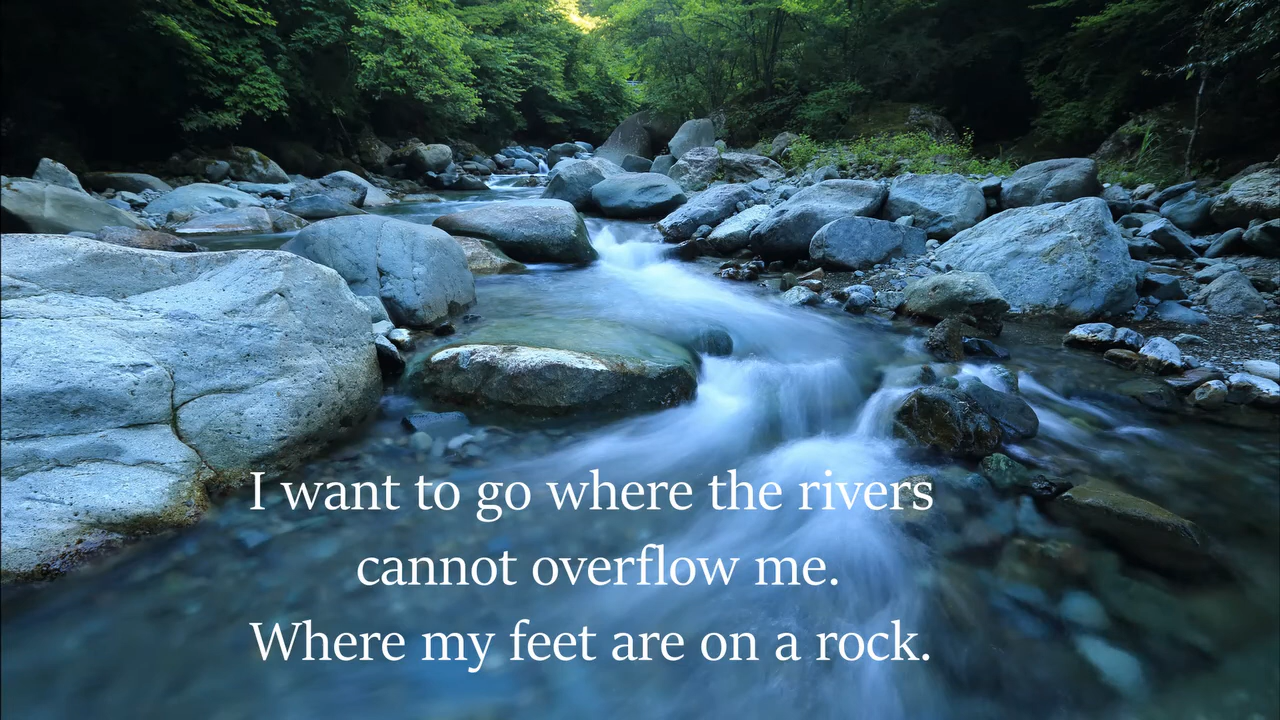 I want to go where the rivers
cannot overflow me.
Where my feet are on a rock.